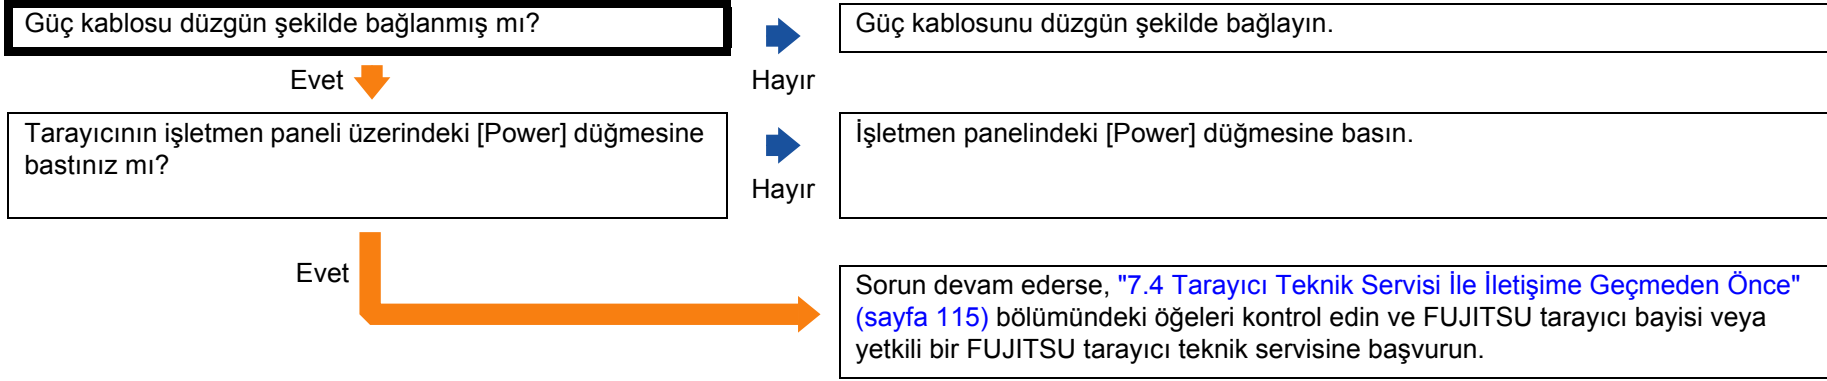 Güç kablosu düzgün şekilde bağlanmış mı?
Güç kablosunu düzgün şekilde bağlayın.
Evet
Hayır
Tarayıcının işletmen paneli üzerindeki [Power] düğmesine
bastınız mı?
İşletmen panelindeki [Power] düğmesine basın.
Hayır
Evet
Sorun devam ederse, "7.4 Tarayıcı Teknik Servisi İle İletişime Geçmeden Önce"
(sayfa 115) bölümündeki öğeleri kontrol edin ve FUJITSU tarayıcı bayisi veya
yetkili bir FUJITSU tarayıcı teknik servisine başvurun.